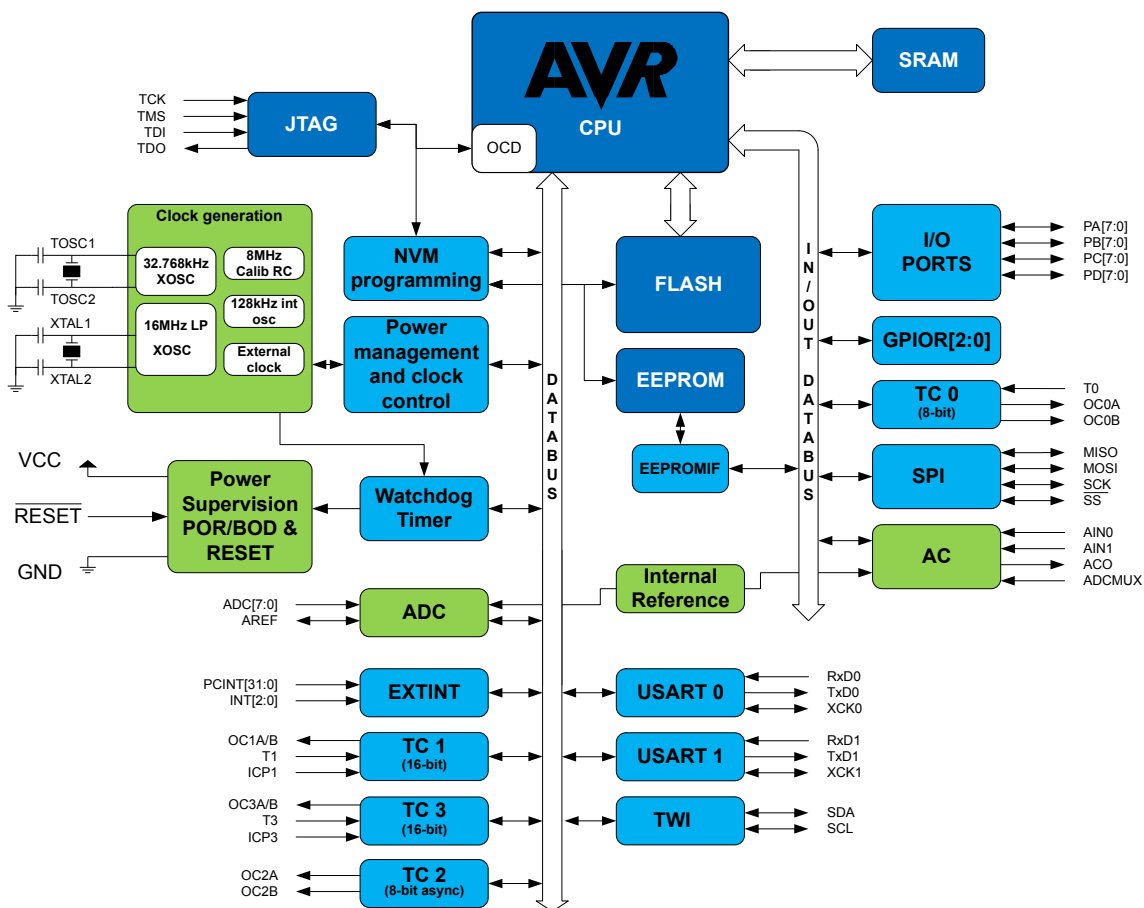 AVR
CPU
OCD
SRAM
TCK
TMS
TDI
TDO
JTAG
Clock generation
TOSC1
TOSC2
XTAL1
XTAL2
32.768kHz
XOSC
8MHz
Calib RC
128kHz int
osc
16MHz LP
XOSC
External
clock
NVM
programming
Power
management
and clock
control
FLASH
EEPROM
EEPROMIF
DATABUS
IN/OUT DATABUS
I/O
PORTS
PA[7:0]
PB[7:0]
PC[7:0]
PD[7:0]
GPIOR[2:0]
TC 0
(8-bit)
T0
OC0A
OC0B
SPI
MISO
MOSI
SCK
SS
AC
AIN0
AIN1
ACO
ADCMUX
VCC
RESET
GND
Power
Supervision
POR/BOD &
RESET
Watchdog
Timer
Internal
Reference
ADC[7:0]
AREF
ADC
PCINT[31:0]
INT[2:0]
EXTINT
USART 0
RxD0
TxD0
XCK0
OC1A/B
T1
ICP1
TC 1
(16-bit)
USART 1
RxD1
TxD1
XCK1
OC3A/B
T3
ICP3
TC 3
(16-bit)
TWI
SDA
SCL
OC2A
OC2B
TC 2
(8-bit async)